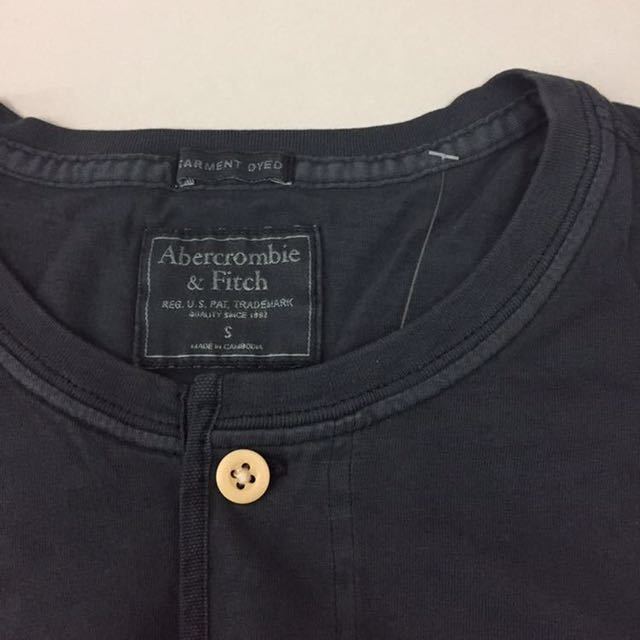 GARMENT DYED
Abercrombie
& Fitch
REG. U.S. PAT. TRADEMARK
QUALITY SINCE 1892
S
MADE IN CAMBODIA